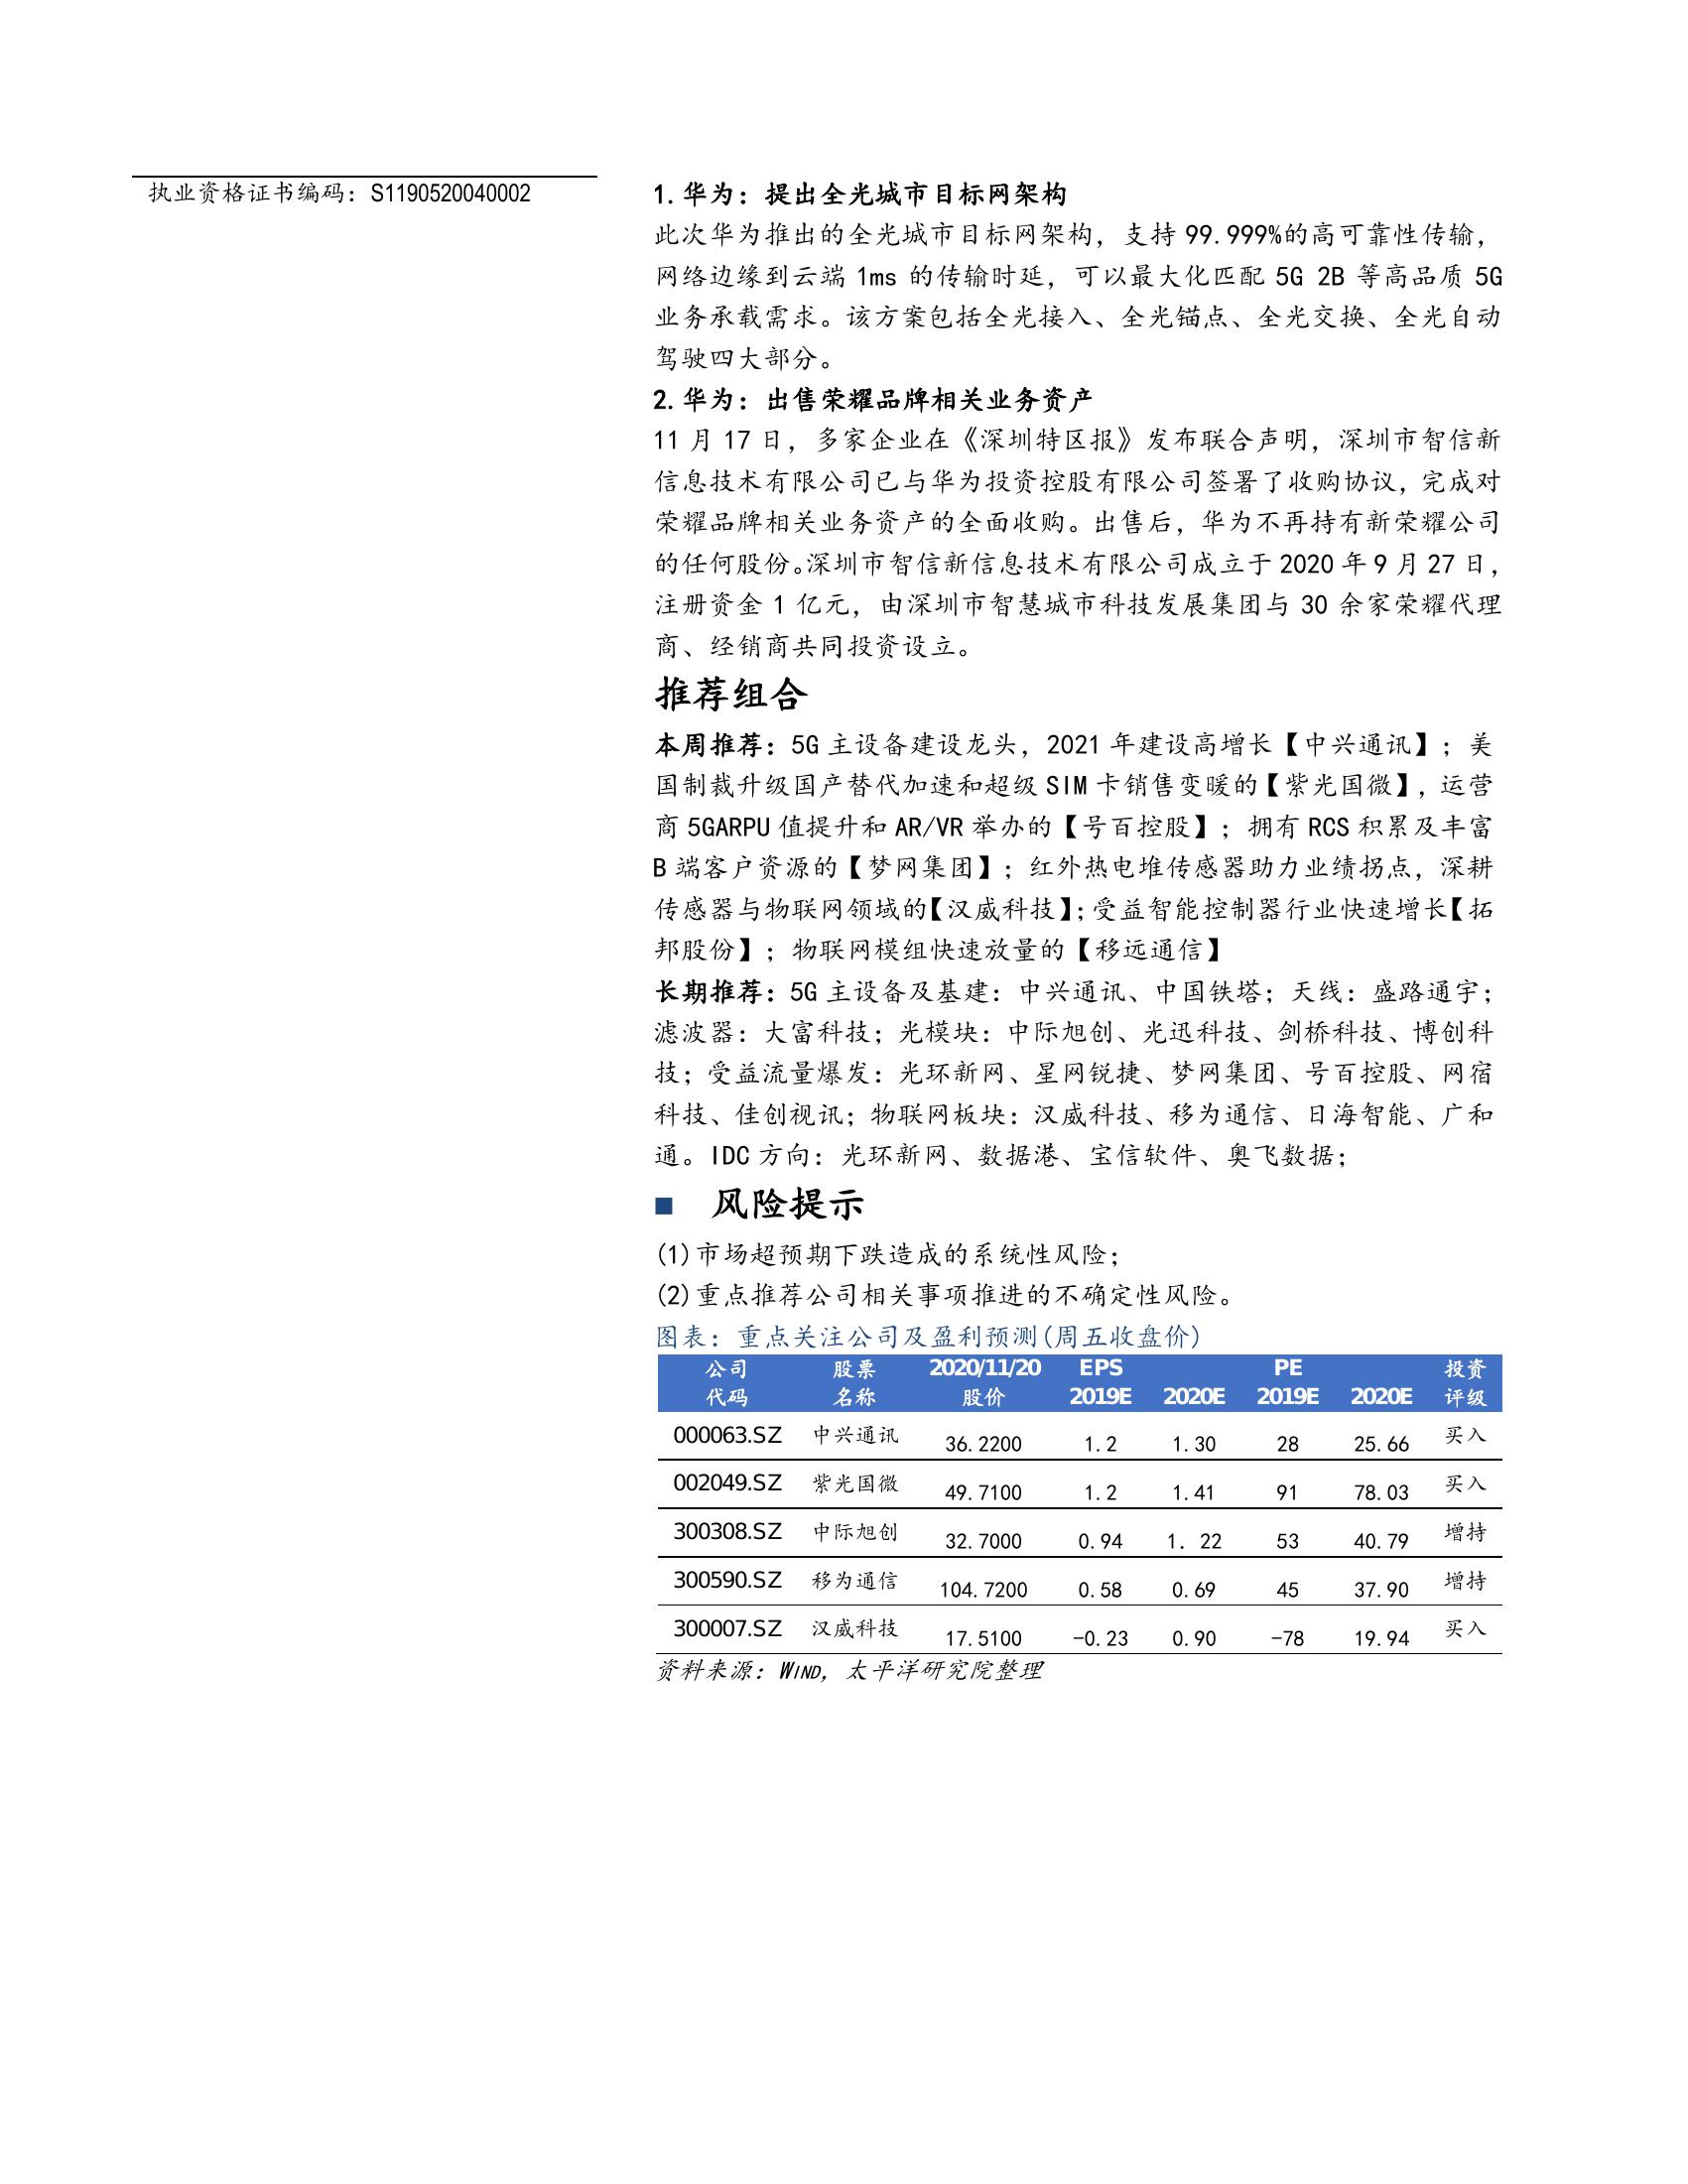 执业资格证书编码：S1190520040002
1.华为：提出全光城市目标网架构
此次华为推出的全光城市目标网架构，支持 99.999%的高可靠性传输，
网络边缘到云端 1ms 的传输时延，可以最大化匹配 5G 2B 等高品质 5G
业务承载需求。该方案包括全光接入、全光锚点、全光交换、全光自动
驾驶四大部分。
2.华为：出售荣耀品牌相关业务资产
11 月 17 日，多家企业在《深圳特区报》发布联合声明，深圳市智信新
信息技术有限公司已与华为投资控股有限公司签署了收购协议，完成对
荣耀品牌相关业务资产的全面收购。出售后，华为不再持有新荣耀公司
的任何股份。深圳市智信新信息技术有限公司成立于 2020 年 9 月 27 日，
注册资金 1 亿元，由深圳市智慧城市科技发展集团与 30 余家荣耀代理
商、经销商共同投资设立。
推荐组合
本周推荐：5G 主设备建设龙头，2021 年建设高增长【中兴通讯】；美
国制裁升级国产替代加速和超级 SIM 卡销售变暖的【紫光国微】，运营
商 5GARPU 值提升和 AR/VR 举办的【号百控股】；拥有 RCS 积累及丰富
B 端客户资源的【梦网集团】；红外热电堆传感器助力业绩拐点，深耕
传感器与物联网领域的【汉威科技】；受益智能控制器行业快速增长【拓
邦股份】；物联网模组快速放量的【移远通信】
长期推荐：5G 主设备及基建：中兴通讯、中国铁塔；天线：盛路通宇；
滤波器：大富科技；光模块：中际旭创、光迅科技、剑桥科技、博创科
技；受益流量爆发：光环新网、星网锐捷、梦网集团、号百控股、网宿
科技、佳创视讯；物联网板块：汉威科技、移为通信、日海智能、广和
通。IDC 方向：光环新网、数据港、宝信软件、奥飞数据；
■ 风险提示
(1)市场超预期下跌造成的系统性风险；
(2)重点推荐公司相关事项推进的不确定性风险。
图表：重点关注公司及盈利预测(周五收盘价)
公司 股票 2020/11/20 EPS PE 投资
代码 名称 股价 2019E 2020E 2019E 2020E 评级
000063.SZ 中兴通讯 36.2200 1.2 1.30 28 25.66 买入
002049.SZ 紫光国微 49.7100 1.2 1.41 91 78.03 买入
300308.SZ 中际旭创 32.7000 0.94 1. 22 53 40.79 增持
300590.SZ 移为通信 104.7200 0.58 0.69 45 37.90 增持
300007.SZ 汉威科技 17.5100 -0.23 0.90 -78 19.94 买入
资料来源：WIND，太平洋研究院整理